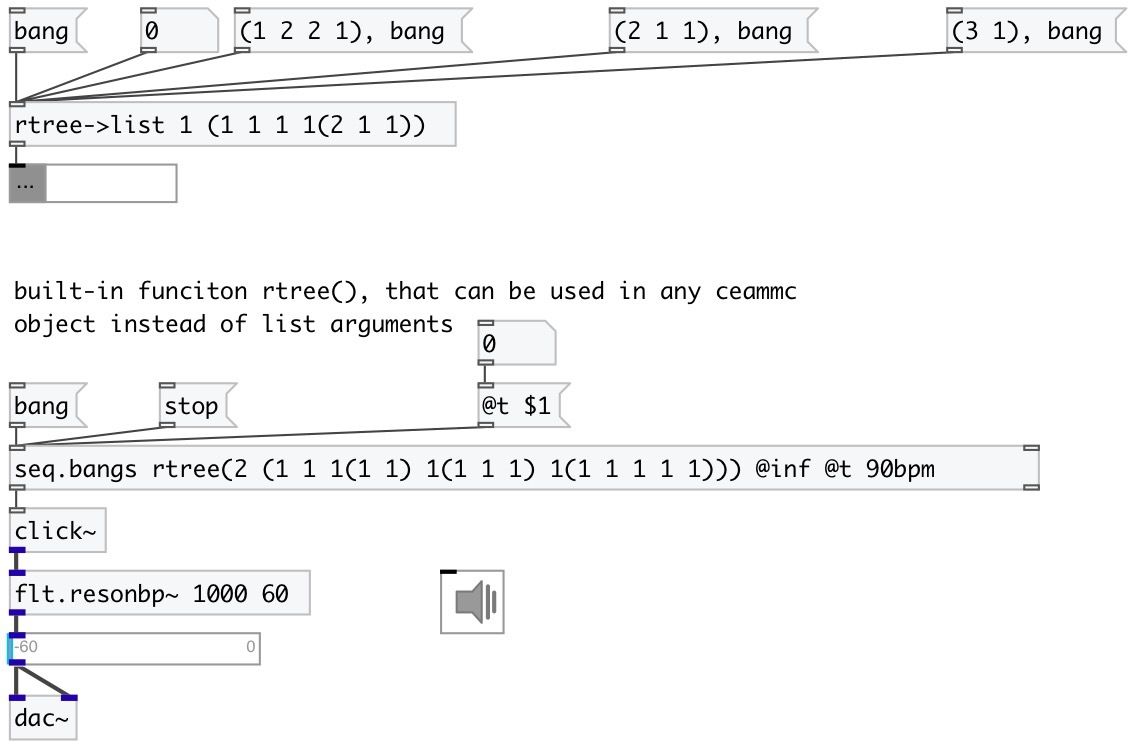 bang
0
(1 2 2 1), bang
(2 1 1), bang
(3 1), bang
rtree->list 1 (1 1 1 1(2 1 1))
...
built-in funciton rtree(), that can be used in any ceammc
object instead of list arguments
0
bang
stop
@t $1
seq.bangs rtree(2 (1 1 1(1 1) 1(1 1 1) 1(1 1 1 1 1))) @inf @t 90bpm
click~
flt.resonbp~ 1000 60
-60
0
dac~